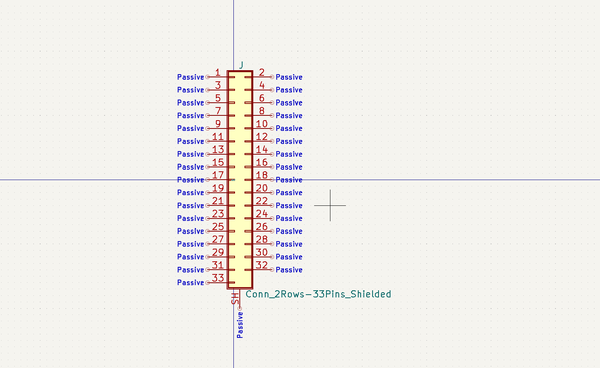 J
Passive 1 2 Passive
Passive 3 4 Passive
Passive 5 6 Passive
Passive 7 8 Passive
Passive 9 10 Passive
Passive 11 12 Passive
Passive 13 14 Passive
Passive 15 16 Passive
Passive 17 18 Passive
Passive 19 20 Passive
Passive 21 22 Passive
Passive 23 24 Passive
Passive 25 26 Passive
Passive 27 28 Passive
Passive 29 30 Passive
Passive 31 32 Passive
Passive 33
SH
Conn_2Rows-33Pins_Shielded
Passive